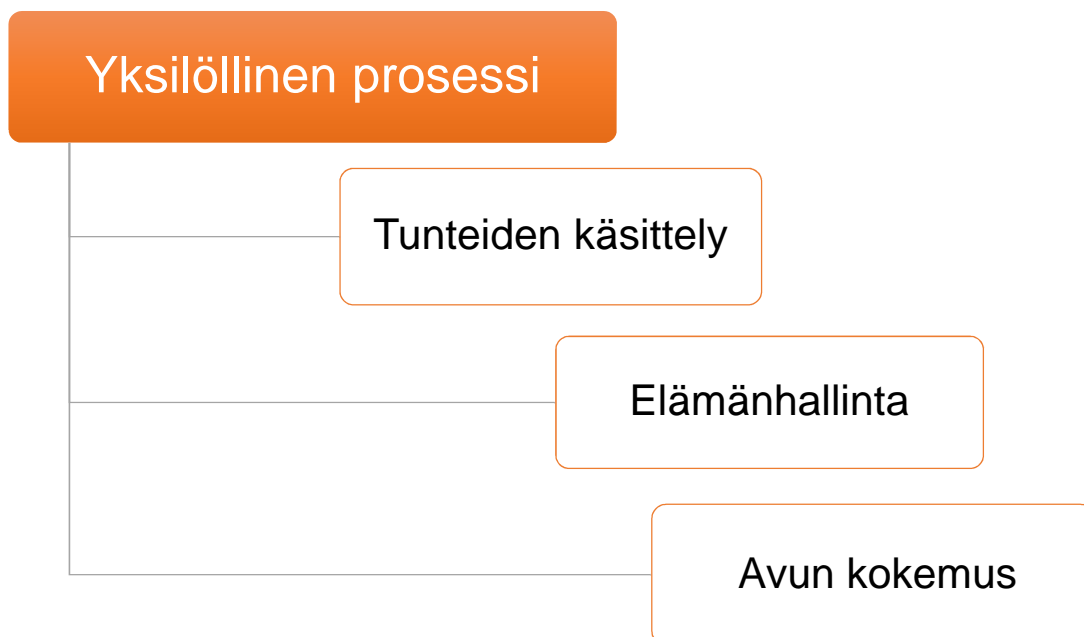 Yksilöllinen prosessi
Tunteiden käsittely
Elämänhallinta
Avun kokemus